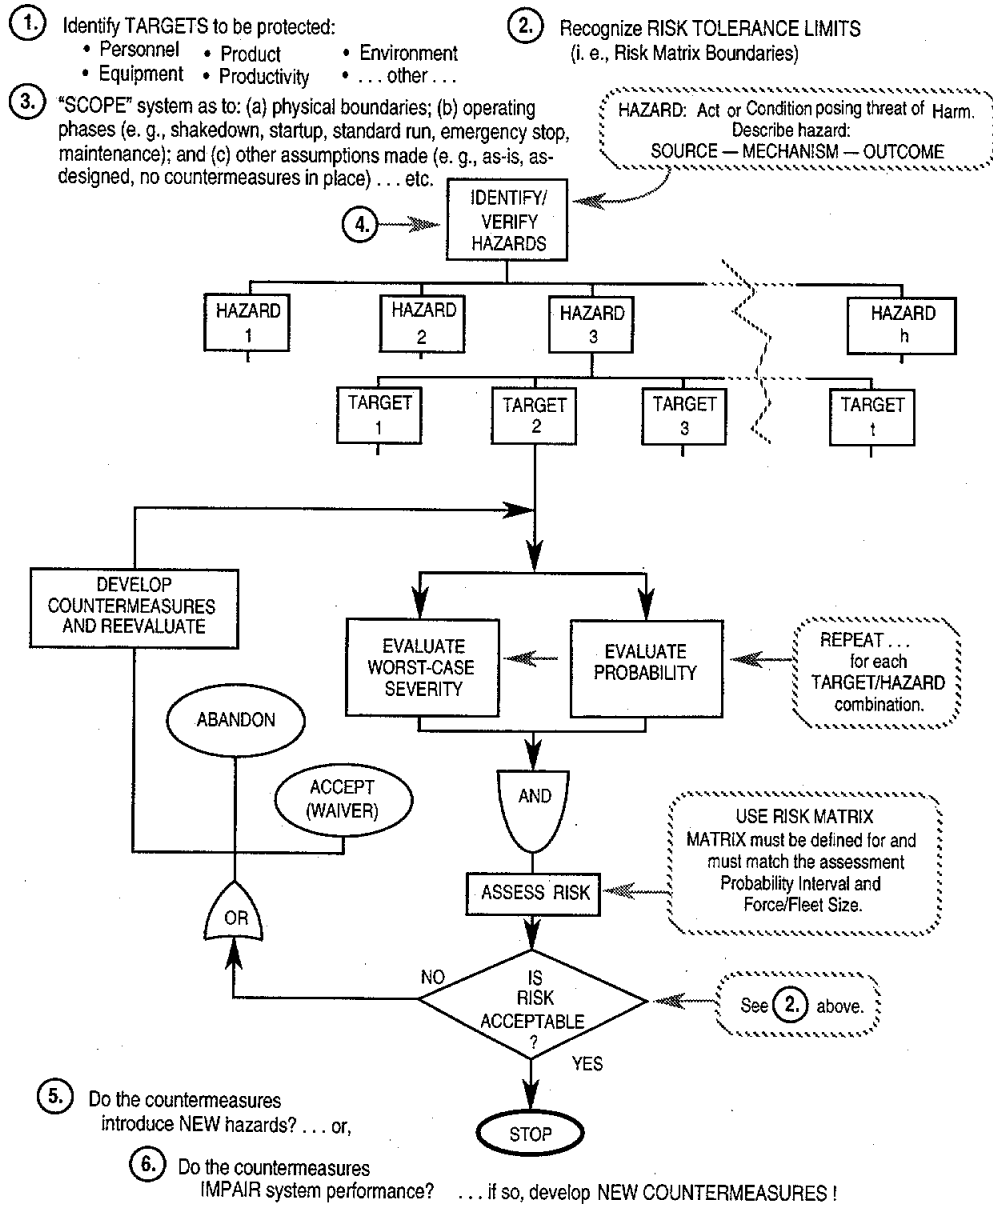 1. Identify TARGETS to be protected:
• Personnel • Product • Environment
• Equipment • Productivity • . . . other . . .
2. Recognize RISK TOLERANCE LIMITS
(i. e., Risk Matrix Boundaries)
3. “SCOPE” system as to: (a) physical boundaries; (b) operating
phases (e. g., shakedown, startup, standard run, emergency stop,
maintenance); and (c) other assumptions made (e. g., as-is, as-
designed, no countermeasures in place) . . . etc.
HAZARD: Act or Condition posing threat of Harm.
Describe hazard:
SOURCE — MECHANISM — OUTCOME
4.
IDENTIFY/
VERIFY
HAZARDS
HAZARD
1
HAZARD
2
HAZARD
3
HAZARD
h
TARGET
1
TARGET
2
TARGET
3
TARGET
t
DEVELOP
COUNTERMEASURES
AND REEVALUATE
EVALUATE
WORST-CASE
SEVERITY
EVALUATE
PROBABILITY
REPEAT . . .
for each
TARGET/HAZARD
combination.
ABANDON
ACCEPT
(WAIVER)
AND
USE RISK MATRIX
MATRIX must be defined for and
must match the assessment
Probability Interval and
Force/Fleet Size.
ASSESS RISK
OR
NO
IS
RISK
ACCEPTABLE
?
YES
See 2. above.
STOP
5. Do the countermeasures
introduce NEW hazards? . . . or,
6. Do the countermeasures
IMPAIR system performance? . . . if so, develop NEW COUNTERMEASURES !